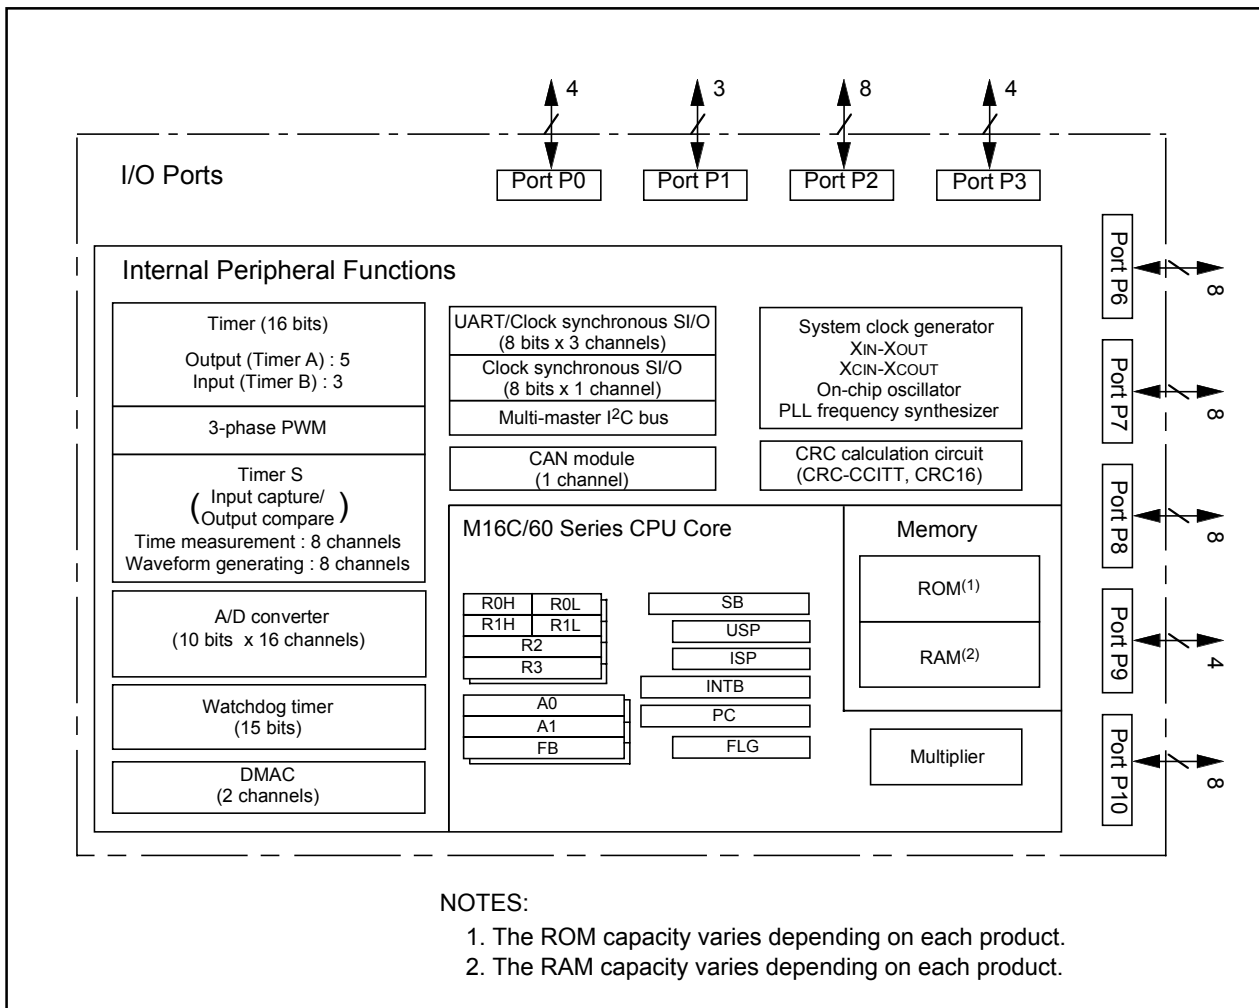 4
3
8
4
I/O Ports
Port P0
Port P1
Port P2
Port P3
Port P6
8
Port P7
8
Port P8
8
Port P9
4
Port P10
8
Internal Peripheral Functions
Timer (16 bits)
Output (Timer A) : 5
Input (Timer B) : 3
3-phase PWM
Timer S
(Input capture/
Output compare)
Time measurement : 8 channels
Waveform generating : 8 channels
A/D converter
(10 bits x 16 channels)
Watchdog timer
(15 bits)
DMAC
(2 channels)
UART/Clock synchronous SI/O
(8 bits x 3 channels)
Clock synchronous SI/O
(8 bits x 1 channel)
Multi-master I2C bus
CAN module
(1 channel)
System clock generator
XIN-XOUT
XCIN-XCOUT
On-chip oscillator
PLL frequency synthesizer
CRC calculation circuit
(CRC-CCITT, CRC16)
M16C/60 Series CPU Core
R0H
R0L
R1H
R1L
R2
R3
A0
A1
FB
SB
USP
ISP
INTB
PC
FLG
Memory
ROM(1)
RAM(2)
Multiplier
NOTES:
1. The ROM capacity varies depending on each product.
2. The RAM capacity varies depending on each product.